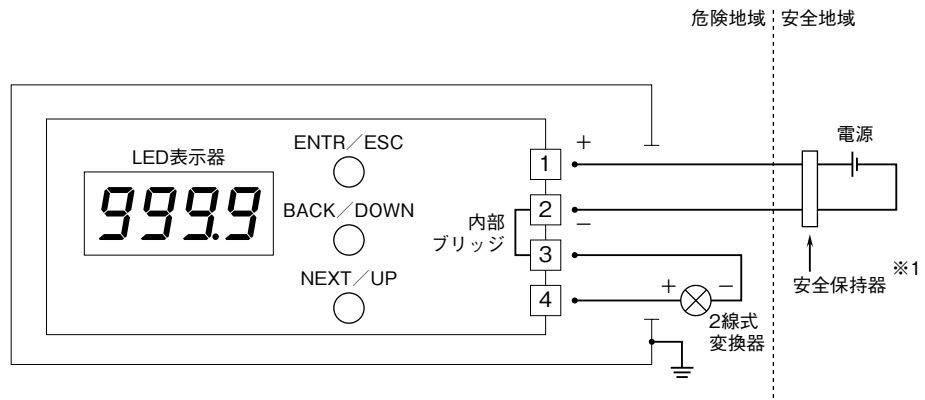 危険地域 安全地域
LED表示器
999.9
ENTR／ESC
BACK／DOWN
NEXT／UP
内部
ブリッジ
1
2
3
4
+
−
+ −
2線式
変換器
電源
安全保持器 ※1